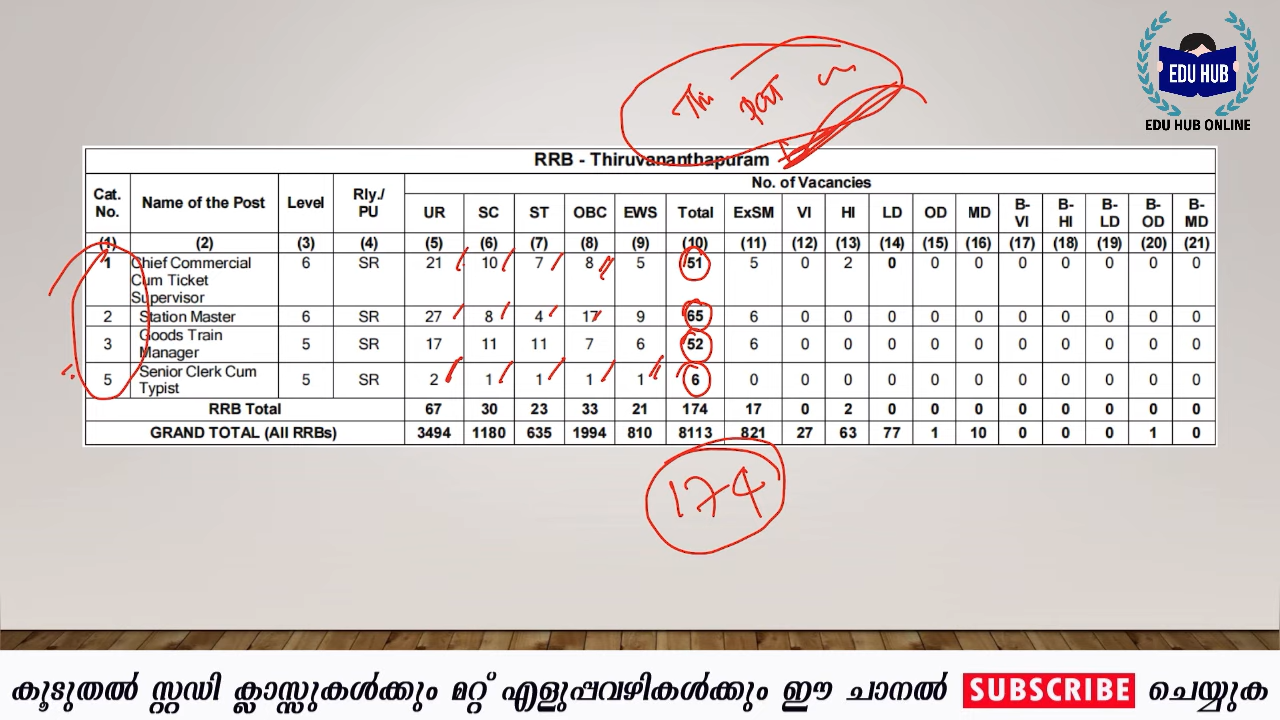 EDU HUB
EDU HUB ONLINE
RRB - Thiruvananthapuram
Cat. No. Name of the Post Level Rly./ PU No. of Vacancies
UR SC ST OBC EWS Total ExSM VI HI LD OD MD B-VI B-HI B-LD B-OD B-MD
(1) (2) (3) (4) (5) (6) (7) (8) (9) (10) (11) (12) (13) (14) (15) (16) (17) (18) (19) (20) (21)
1 Chief Commercial Cum Ticket Supervisor 6 SR 21 10 7 8 5 51 5 0 2 0 0 0 0 0 0 0 0
2 Station Master 6 SR 27 8 4 17 9 65 6 0 0 0 0 0 0 0 0 0 0
3 Goods Train Manager 5 SR 17 11 11 7 6 52 6 0 0 0 0 0 0 0 0 0 0
5 Senior Clerk Cum Typist 5 SR 2 1 1 1 1 6 0 0 0 0 0 0 0 0 0 0 0
RRB Total 67 30 23 33 21 174 17 0 2 0 0 0 0 0 0 0 0
GRAND TOTAL (All RRBs) 3494 1180 635 1994 810 8113 821 27 63 77 1 10 0 0 0 1 0
174
കൂടുതൽ സ്റ്റഡി ക്ലാസ്സുകൾക്കും മറ്റ് എളുപ്പവഴികൾക്കും ഈ ചാനൽ SUBSCRIBE ചെയ്യുക